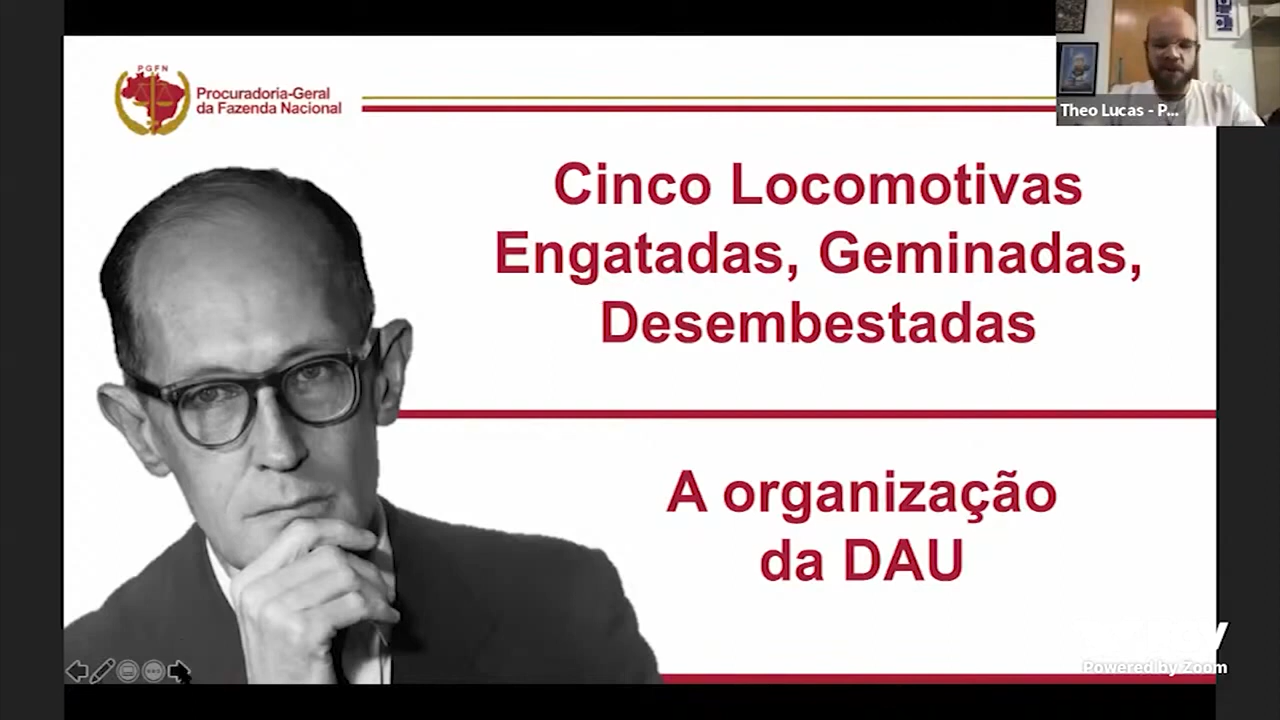 PGFN
Procuradoria-Geral
da Fazenda Nacional
Theo Lucas - P...
Cinco Locomotivas
Engatadas, Geminadas,
Desembestadas
A organização
da DAU
Powered by Zoom